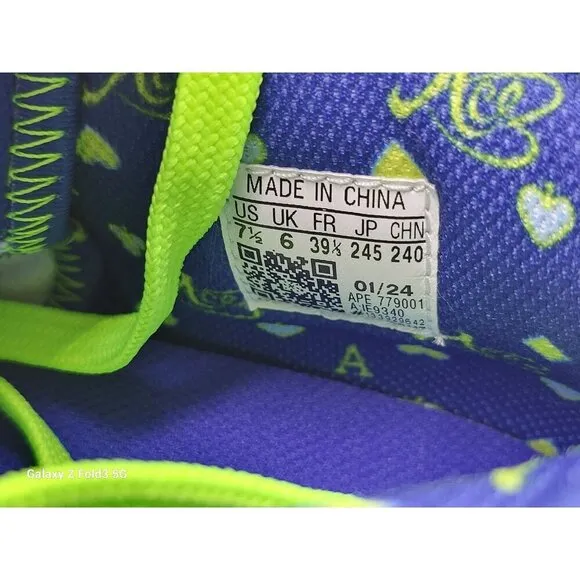 Ace
MADE IN CHINA
US UK FR JP CHN
7½ 6 39⅓ 245 240
01/24
APE 779001
A:IE9340
A
Galaxy Z Fold3 5G